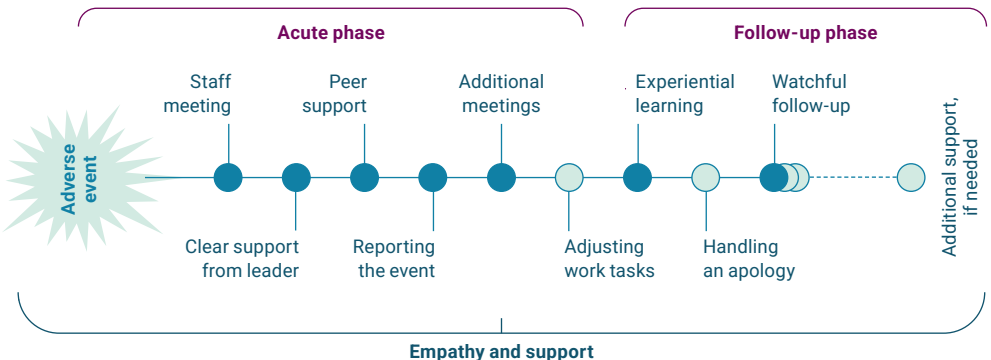 Acute phase
Follow-up phase
Staff
meeting
Peer
support
Additional
meetings
Experiential
learning
Watchful
follow-up
Adverse
event
Additional support,
if needed
Clear support
from leader
Reporting
the event
Adjusting
work tasks
Handling
an apology
Empathy and support